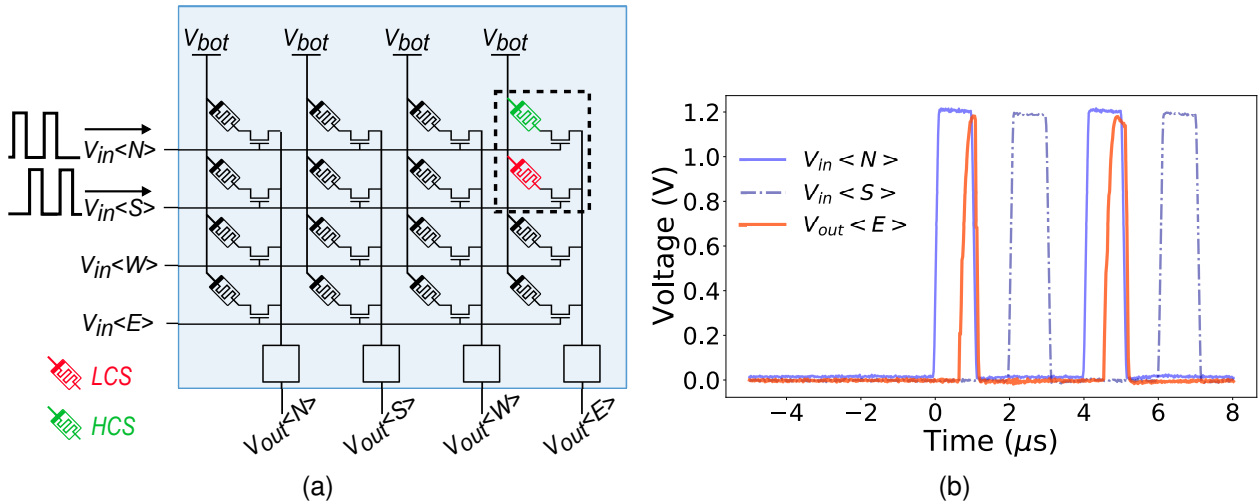 Vbot Vbot Vbot Vbot
Vin<N>
Vin<S>
Vin<W>
Vin<E>
LCS
HCS
Vout<N> Vout<S> Vout<W> Vout<E>
(a)
Voltage (V)
1.2
1.0
0.8
0.6
0.4
0.2
0.0
Vin < N >
Vin < S >
Vout < E >
−4 −2 0 2 4 6 8
Time (μs)
(b)